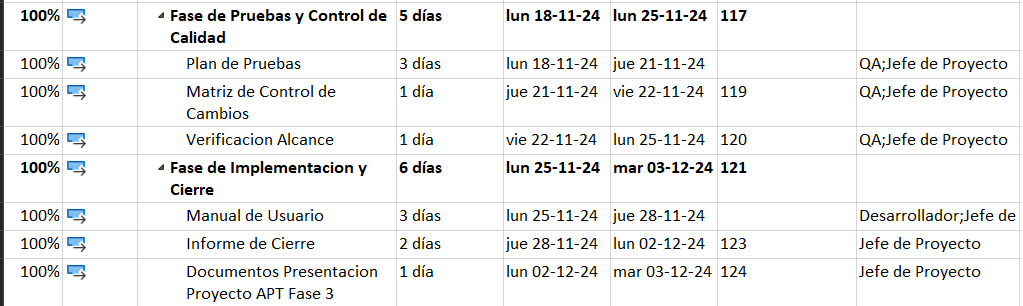 100% Fase de Pruebas y Control de 5 días lun 18-11-24 lun 25-11-24 117
Calidad
100% Plan de Pruebas 3 días lun 18-11-24 jue 21-11-24 QA;Jefe de Proyecto
100% Matriz de Control de 1 día jue 21-11-24 vie 22-11-24 119 QA;Jefe de Proyecto
Cambios
100% Verificacion Alcance 1 día vie 22-11-24 lun 25-11-24 120 QA;Jefe de Proyecto
100% Fase de Implementacion y 6 días lun 25-11-24 mar 03-12-24 121
Cierre
100% Manual de Usuario 3 días lun 25-11-24 jue 28-11-24 Desarrollador;Jefe de
100% Informe de Cierre 2 días jue 28-11-24 lun 02-12-24 123 Jefe de Proyecto
100% Documentos Presentacion 1 día lun 02-12-24 mar 03-12-24 124 Jefe de Proyecto
Proyecto APT Fase 3